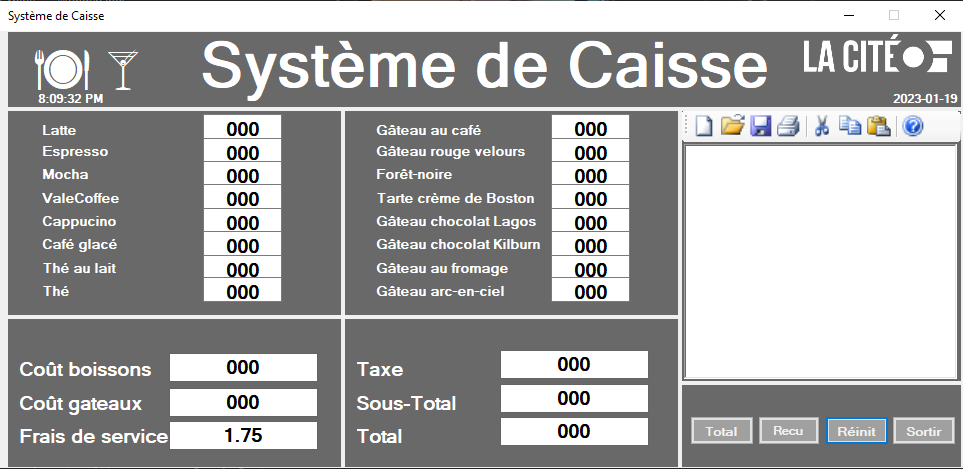 Système de Caisse
Système de Caisse
LA CITÉ
8:09:32 PM
2023-01-19
Latte 000
Espresso 000
Mocha 000
ValeCoffee 000
Cappucino 000
Café glacé 000
Thé au lait 000
Thé 000
Gâteau au café 000
Gâteau rouge velours 000
Forêt-noire 000
Tarte crème de Boston 000
Gâteau chocolat Lagos 000
Gâteau chocolat Kilburn 000
Gâteau au fromage 000
Gâteau arc-en-ciel 000
Coût boissons 000
Coût gateaux 000
Frais de service 1.75
Taxe 000
Sous-Total 000
Total 000
Total Recu Réinit Sortir